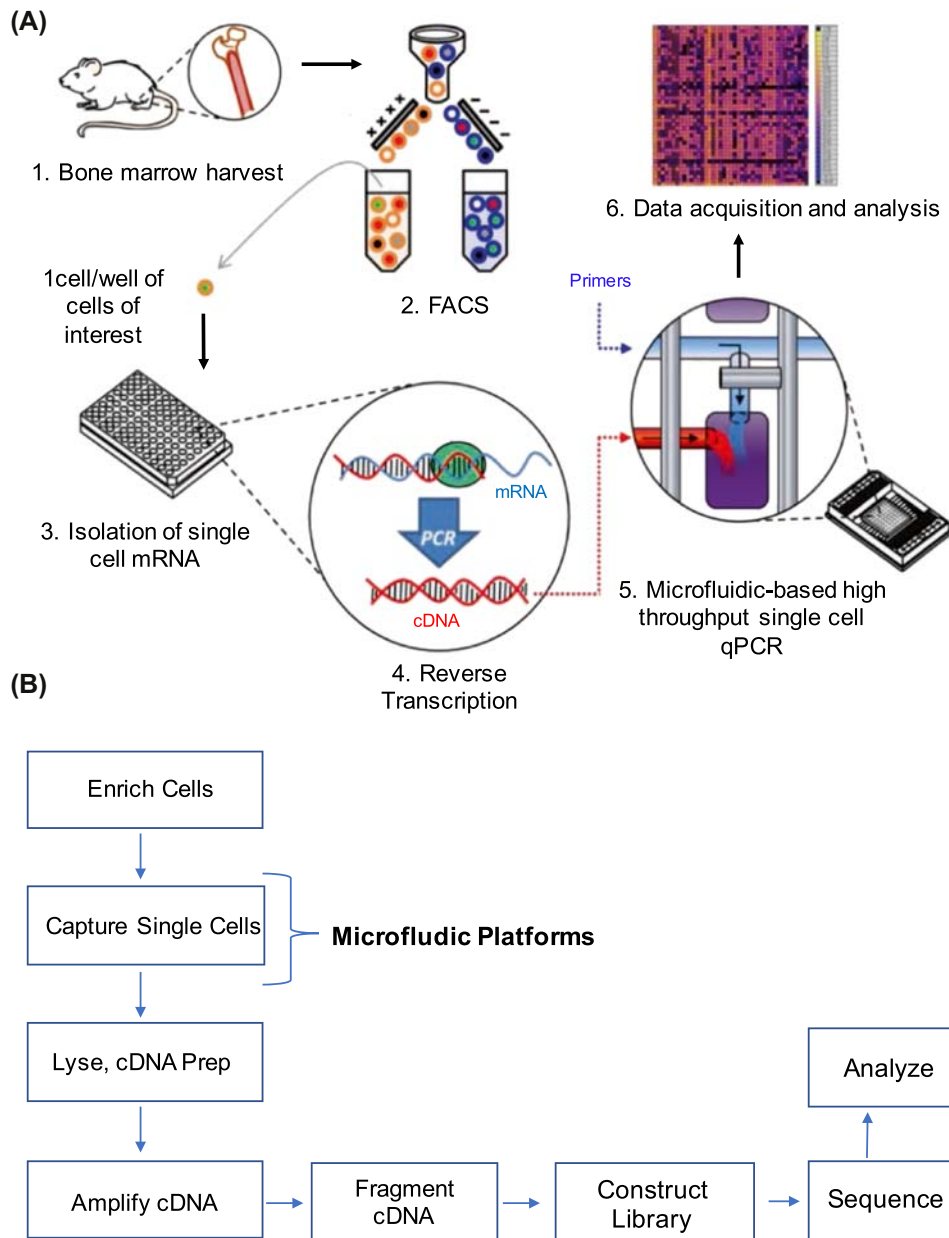 (A)
1. Bone marrow harvest
2. FACS
1cell/well of
cells of
interest
3. Isolation of single
cell mRNA
mRNA
PCR
cDNA
4. Reverse
Transcription
Primers
5. Microfluidic-based high
throughput single cell
qPCR
6. Data acquisition and analysis
(B)
Enrich Cells
Capture Single Cells
Microfludic Platforms
Lyse, cDNA Prep
Amplify cDNA
Fragment
cDNA
Construct
Library
Sequence
Analyze